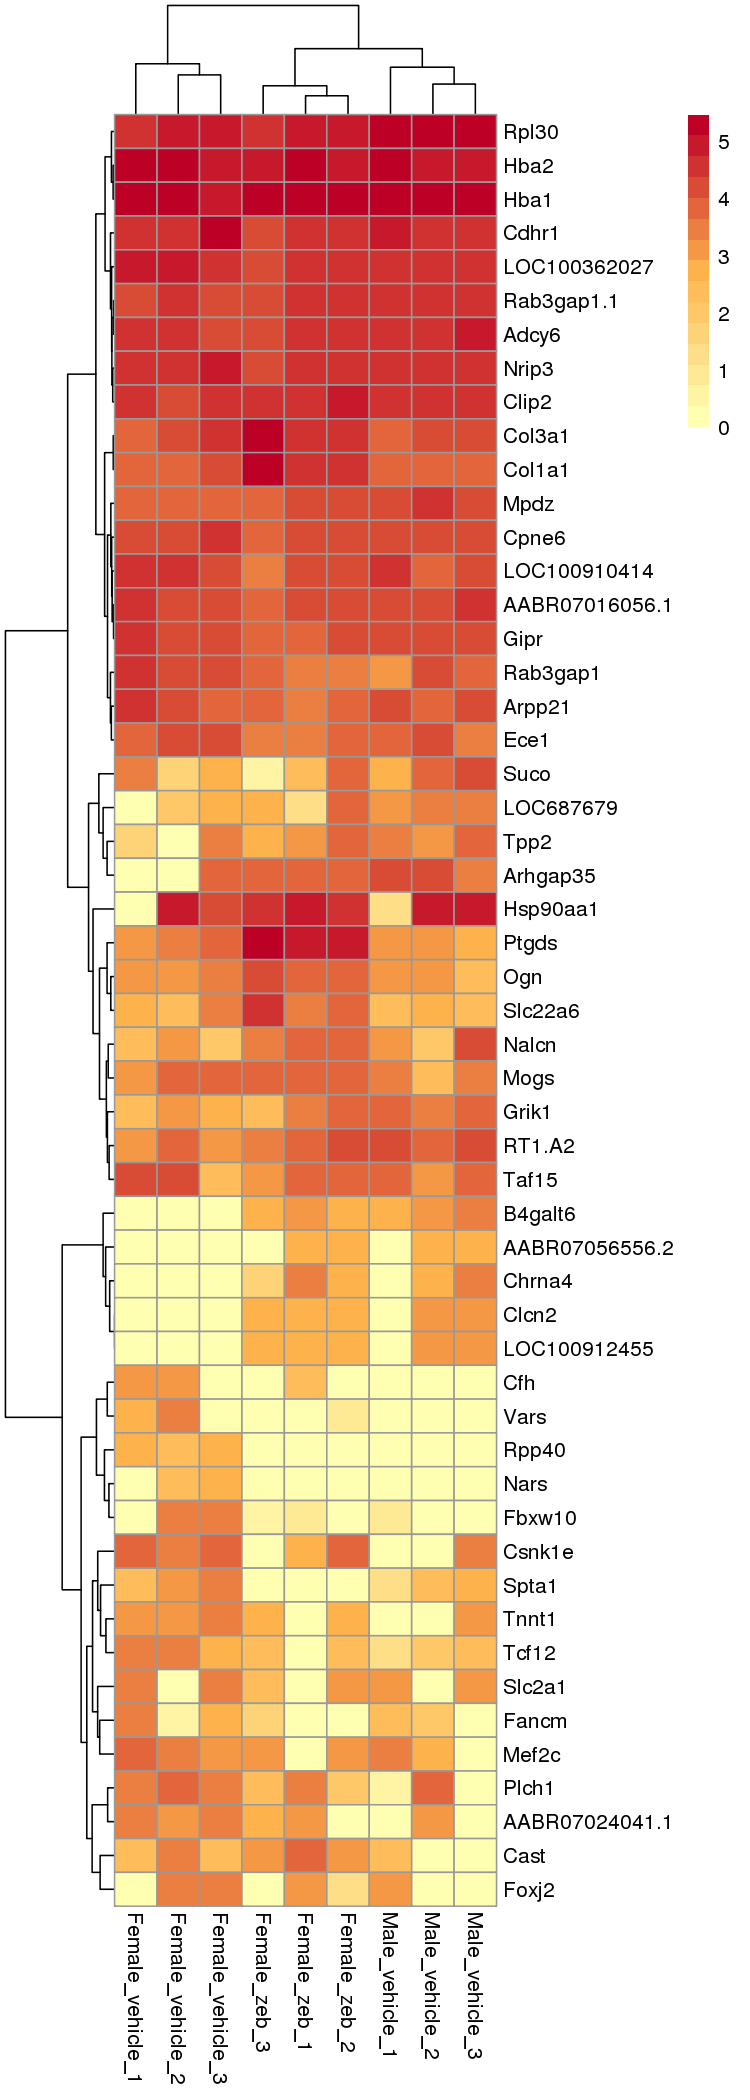 Rpl30
Hba2
Hba1
Cdhr1
LOC100362027
Rab3gap1.1
Adcy6
Nrip3
Clip2
Col3a1
Col1a1
Mpdz
Cpne6
LOC100910414
AABR07016056.1
Gipr
Rab3gap1
Arpp21
Ece1
Suco
LOC687679
Tpp2
Arhgap35
Hsp90aa1
Ptgds
Ogn
Slc22a6
Nalcn
Mogs
Grik1
RT1.A2
Taf15
B4galt6
AABR07056556.2
Chrna4
Clcn2
LOC100912455
Cfh
Vars
Rpp40
Nars
Fbxw10
Csnk1e
Spta1
Tnnt1
Tcf12
Slc2a1
Fancm
Mef2c
Plch1
AABR07024041.1
Cast
Foxj2
5
4
3
2
1
0
Female_vehicle_1
Female_vehicle_2
Female_vehicle_3
Female_zeb_3
Female_zeb_1
Female_zeb_2
Male_vehicle_1
Male_vehicle_2
Male_vehicle_3